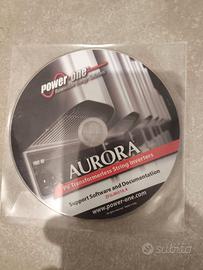 power-one
AURORA
PV Transformerless String Inverters
Support Software and Documentation
www.power-one.com
subito